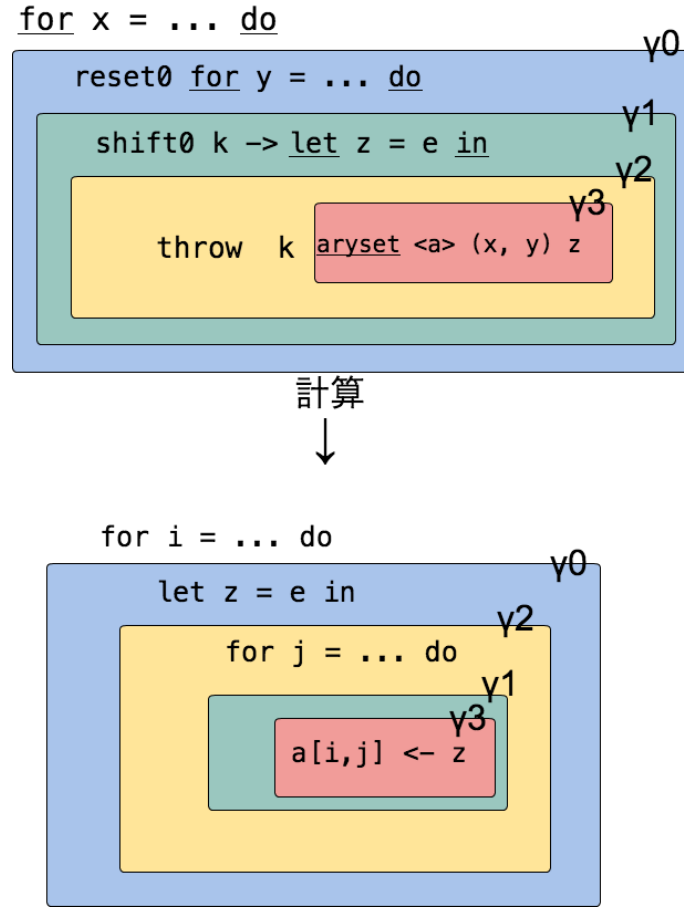 for x = ... do
γ0
reset0 for y = ... do
γ1
shift0 k -> let z = e in
γ2
γ3
throw k aryset <a> (x, y) z
計算
↓
for i = ... do
γ0
let z = e in
γ2
for j = ... do
γ1
γ3
a[i,j] <- z